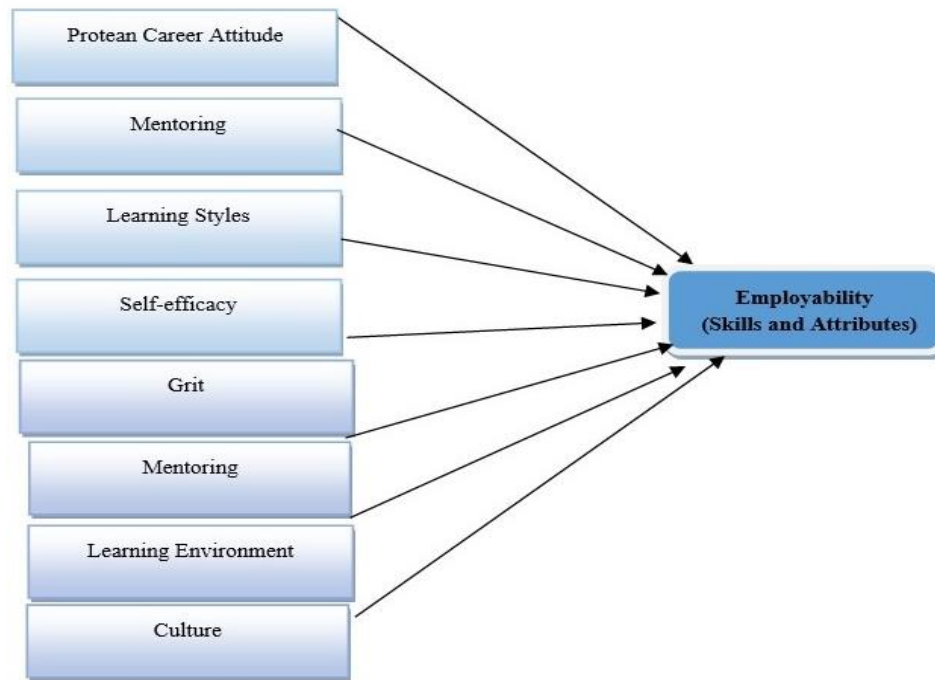 Protean Career Attitude
Mentoring
Learning Styles
Self-efficacy
Grit
Mentoring
Learning Environment
Culture
Employability
(Skills and Attributes)